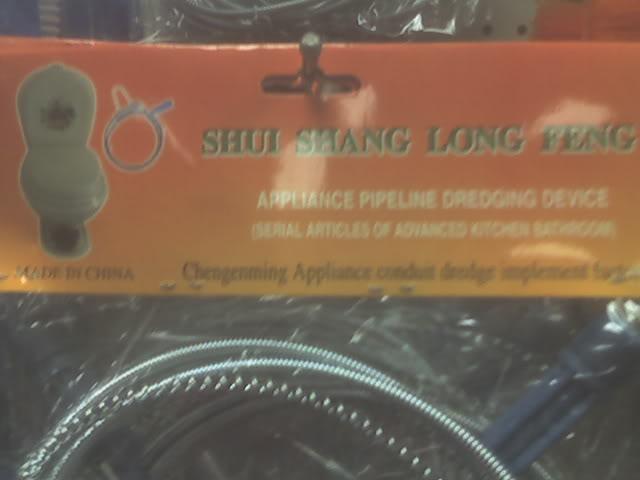 SHUI SHANG LONG FENG
APPLIANCE PIPELINE DREDGING DEVICE
(SERIAL ARTICLES OF ADVANCED KITCHEN BATHROOM)
MADE IN CHINA
Chengenming Appliance conduit dredge implement